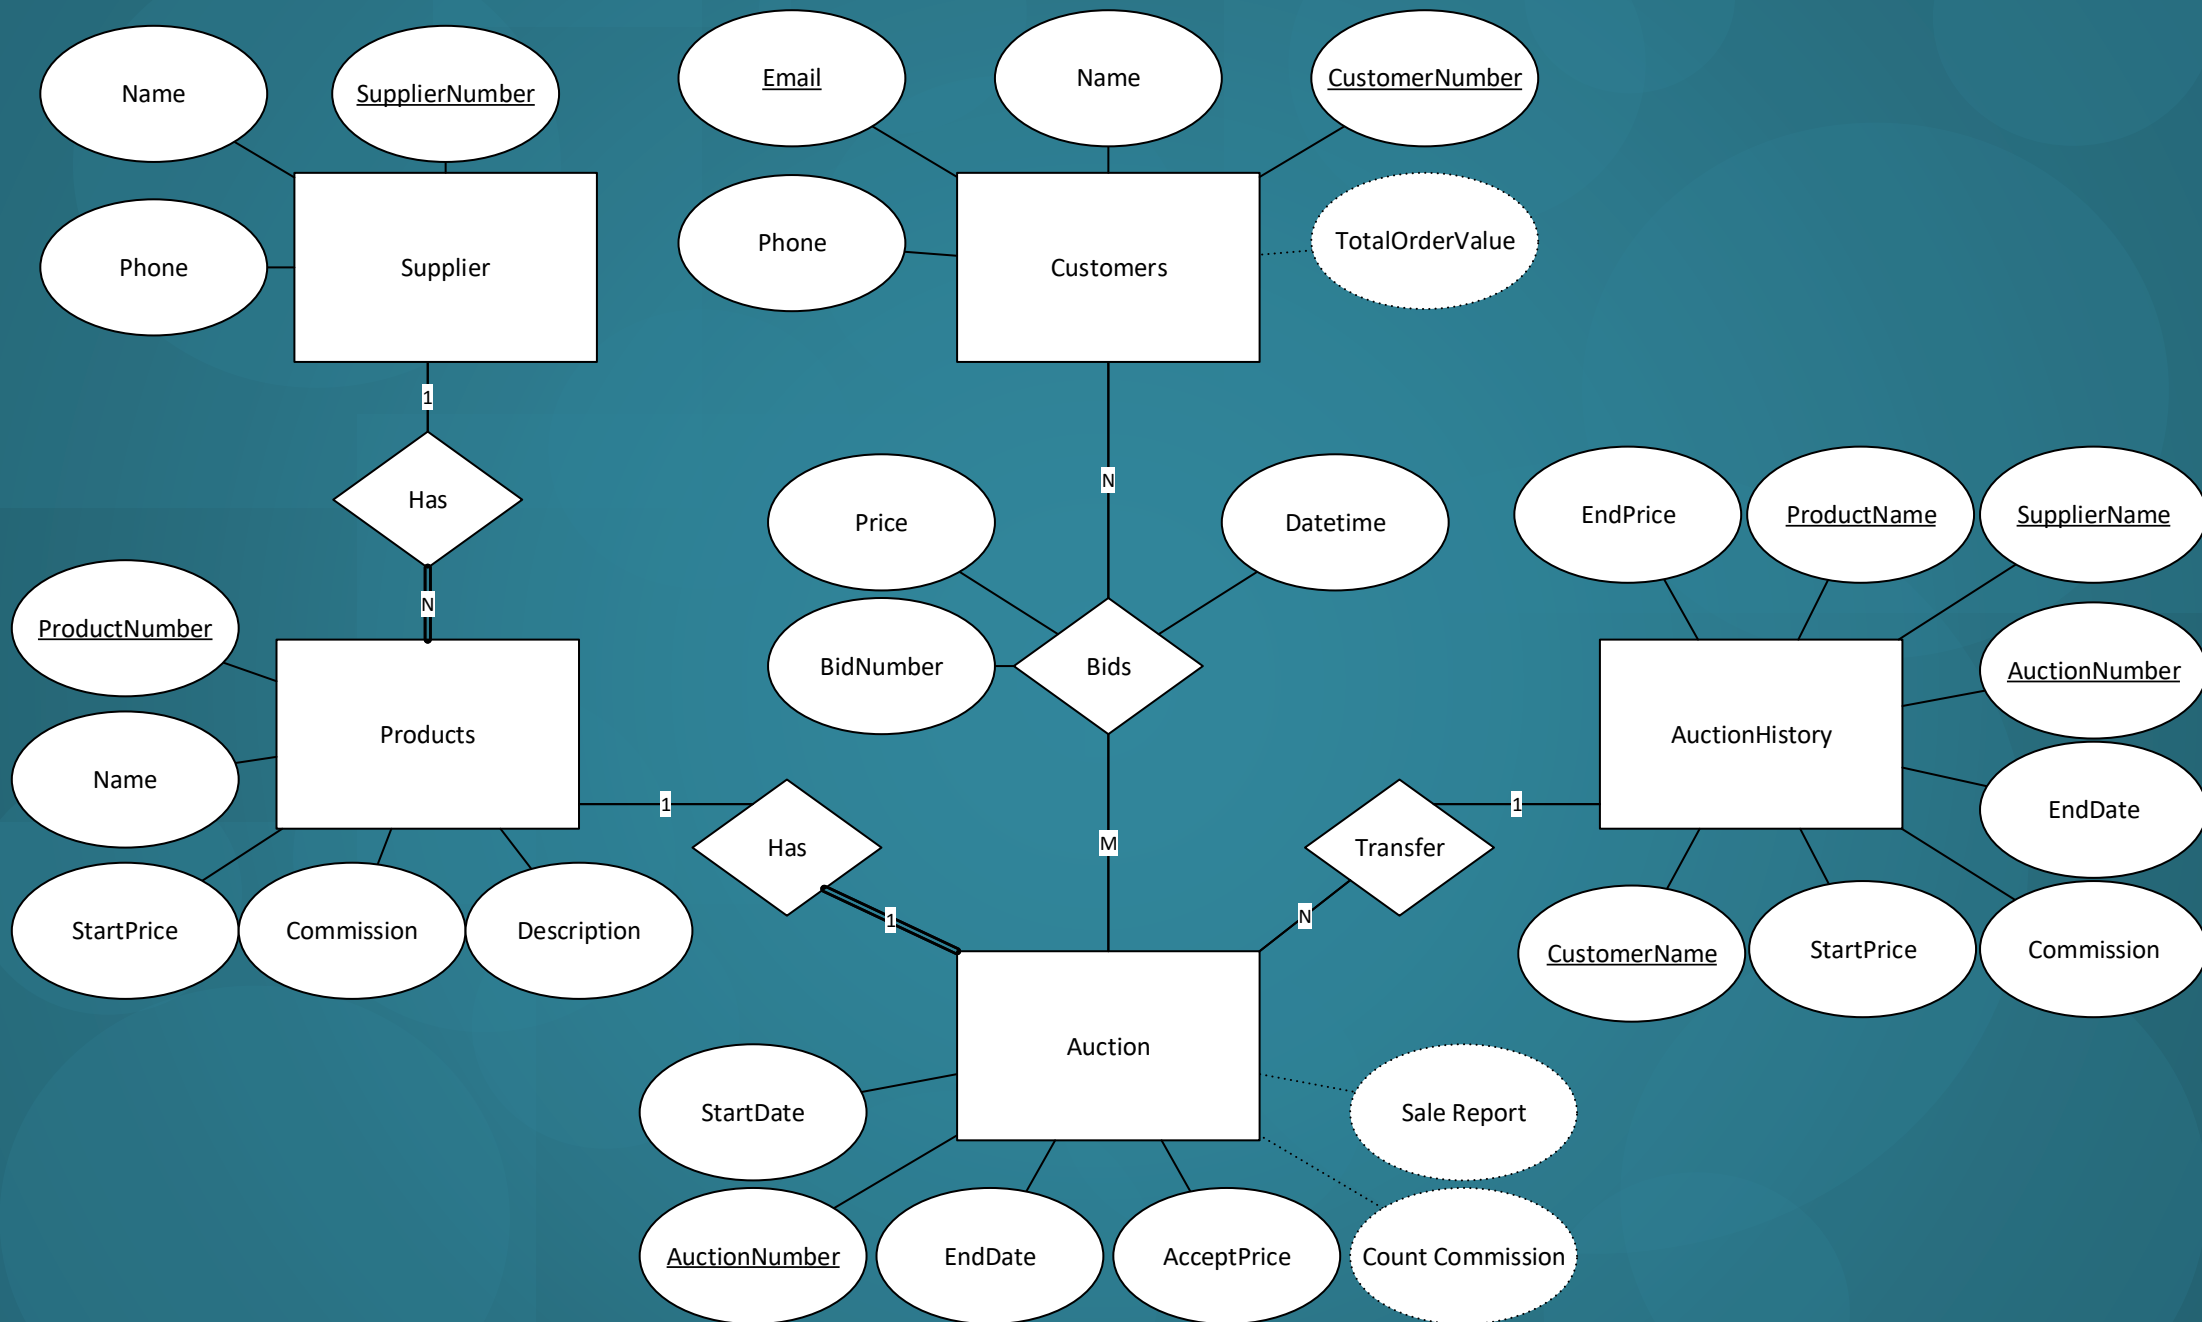 Name
SupplierNumber
Phone
Supplier
Email
Name
CustomerNumber
Phone
Customers
TotalOrderValue
1
Has
N
ProductNumber
Products
Name
StartPrice
Commission
Description
N
Price
Datetime
BidNumber
Bids
M
1
Has
1
EndPrice
ProductName
SupplierName
AuctionNumber
AuctionHistory
EndDate
1
Transfer
N
CustomerName
StartPrice
Commission
Auction
StartDate
Sale Report
AuctionNumber
EndDate
AcceptPrice
Count Commission